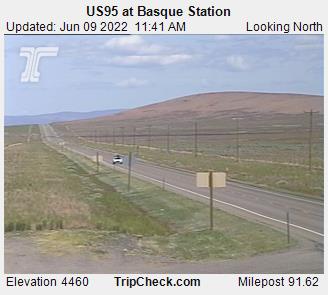 US95 at Basque Station
Updated: Jun 09 2022 11:41 AM Looking North
Elevation 4460 TripCheck.com Milepost 91.62